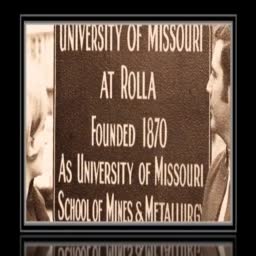 UNIVERSITY OF MISSOURI
AT ROLLA
FOUNDED 1870
AS UNIVERSITY OF MISSOURI
SCHOOL OF MINES & METALLURG